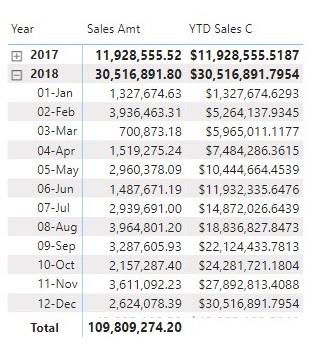 Year Sales Amt YTD Sales C
2017 11,928,555.52 $11,928,555.5187
2018 30,516,891.80 $30,516,891.7954
01-Jan 1,327,674.63 $1,327,674.6293
02-Feb 3,936,463.31 $5,264,137.9345
03-Mar 700,873.18 $5,965,011.1177
04-Apr 1,519,275.24 $7,484,286.3615
05-May 2,960,378.09 $10,444,664.4539
06-Jun 1,487,671.19 $11,932,335.6476
07-Jul 2,939,691.00 $14,872,026.6439
08-Aug 3,964,801.20 $18,836,827.8473
09-Sep 3,287,605.93 $22,124,433.7813
10-Oct 2,157,287.40 $24,281,721.1804
11-Nov 3,611,092.23 $27,892,813.4088
12-Dec 2,624,078.39 $30,516,891.7954
Total 109,809,274.20